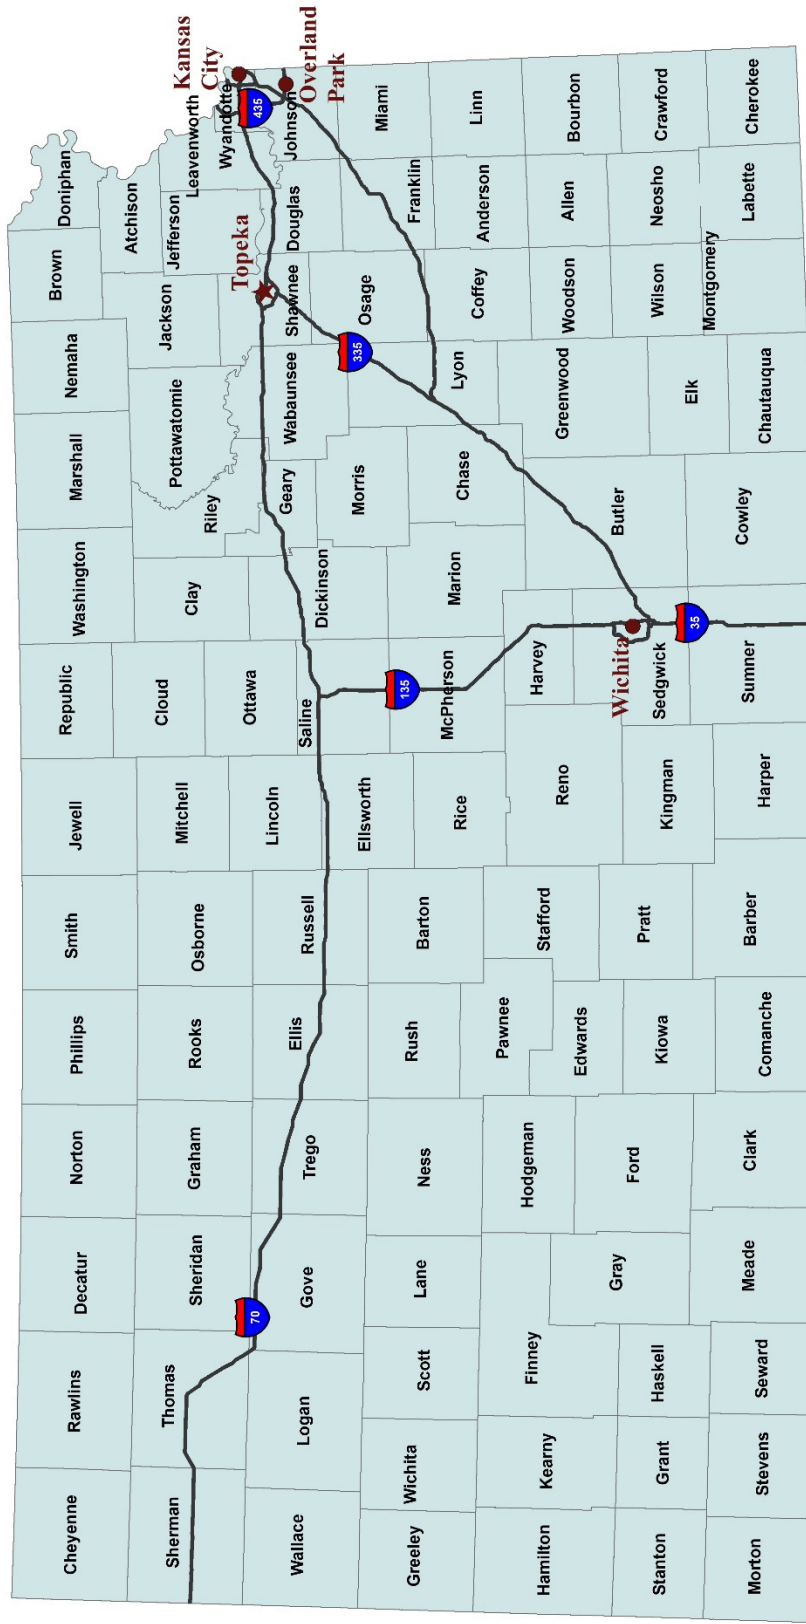 Cheyenne
Rawlins
Decatur
Norton
Phillips
Smith
Jewell
Republic
Washington
Marshall
Nemaha
Brown
Doniphan
Sherman
Thomas
Sheridan
Graham
Rooks
Osborne
Mitchell
Cloud
Clay
Riley
Pottawatomie
Jackson
Atchison
Jefferson
Leavenworth
Wyandotte
Kansas
City
Ottawa
Lincoln
Topeka
70
435
Wallace
Logan
Gove
Trego
Ellis
Russell
Saline
Dickinson
Geary
Wabaunsee
Shawnee
Douglas
Johnson
Overland
Park
335
Greeley
Wichita
Scott
Lane
Ness
Rush
Barton
Ellsworth
Rice
McPherson
135
Marion
Morris
Chase
Lyon
Osage
Franklin
Miami
Hamilton
Kearny
Finney
Hodgeman
Pawnee
Edwards
Stafford
Reno
Harvey
Butler
Greenwood
Coffey
Anderson
Linn
Woodson
Allen
Bourbon
Gray
Ford
Kiowa
Pratt
Kingman
Wichita
Sedgwick
35
Stanton
Grant
Haskell
Elk
Wilson
Neosho
Crawford
Morton
Stevens
Seward
Meade
Clark
Comanche
Barber
Harper
Sumner
Cowley
Chautauqua
Montgomery
Labette
Cherokee